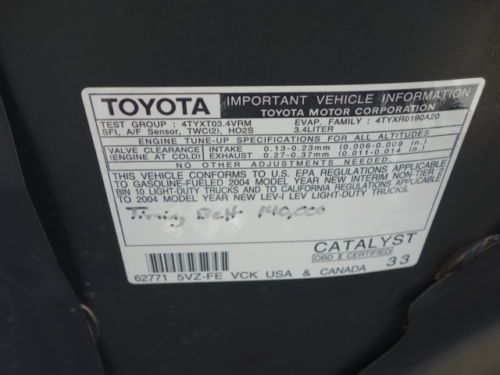 TOYOTA IMPORTANT VEHICLE INFORMATION
TOYOTA MOTOR CORPORATION
TEST GROUP : 4TYXT03.4VRM EVAP. FAMILY : 4TYXR0190A20
SFI, A/F Sensor, TWC(2), HO2S 3.4LITER
ENGINE TUNE-UP SPECIFICATIONS FOR ALL ALTITUDES
VALVE CLEARANCE INTAKE 0.13-0.23mm (0.006-0.009 in.)
(ENGINE AT COLD) EXHAUST 0.27-0.37mm (0.011-0.014 in.)
NO OTHER ADJUSTMENTS NEEDED.
THIS VEHICLE CONFORMS TO U.S. EPA REGULATIONS APPLICABLE
TO GASOLINE-FUELED 2004 MODEL YEAR NEW INTERIM NON-TIER 2
BIN 10 LIGHT-DUTY TRUCKS AND TO CALIFORNIA REGULATIONS APPLICABLE
TO 2004 MODEL YEAR NEW LEV-I LEV LIGHT-DUTY TRUCKS.
Timing Belt 140,000
CATALYST
OBD II CERTIFIED
33
62771 5VZ-FE VCK USA & CANADA